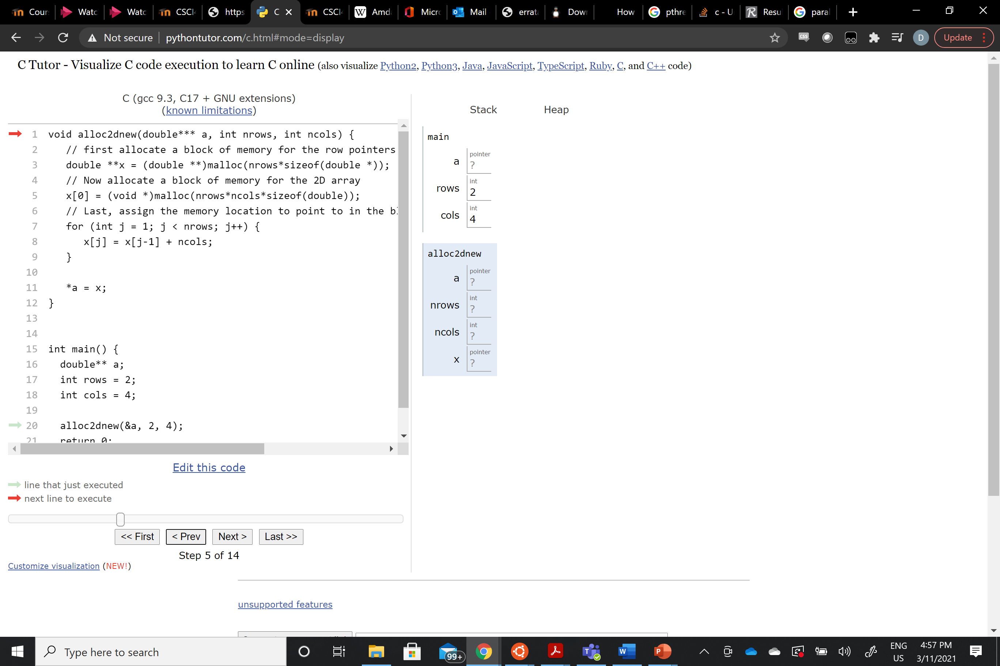 Cour Watc Watc CSCI- https C CSCI- W Amd Micro Mail errata Down How pthre c - U Resu paral
Not secure pythontutor.com/c.html#mode=display D Update
C Tutor - Visualize C code execution to learn C online (also visualize Python2, Python3, Java, JavaScript, TypeScript, Ruby, C, and C++ code)
C (gcc 9.3, C17 + GNU extensions)
(known limitations)
1 void alloc2dnew(double*** a, int nrows, int ncols) {
2 // first allocate a block of memory for the row pointers
3 double **x = (double **)malloc(nrows*sizeof(double *));
4 // Now allocate a block of memory for the 2D array
5 x[0] = (void *)malloc(nrows*ncols*sizeof(double));
6 // Last, assign the memory location to point to in the
7 for (int j = 1; j < nrows; j++) {
8 x[j] = x[j-1] + ncols;
9 }
10
11 *a = x;
12 }
13
14
15 int main() {
16 double** a;
17 int rows = 2;
18 int cols = 4;
19
20 alloc2dnew(&a, 2, 4);
21 return 0;
Edit this code
line that just executed
next line to execute
<< First < Prev Next > Last >>
Step 5 of 14
Customize visualization (NEW!)
Stack Heap
main
pointer
a ?
int
rows 2
int
cols 4
alloc2dnew
pointer
a ?
int
nrows ?
int
ncols ?
pointer
x ?
unsupported features
Type here to search
99+
ENG
US
4:57 PM
3/11/2021